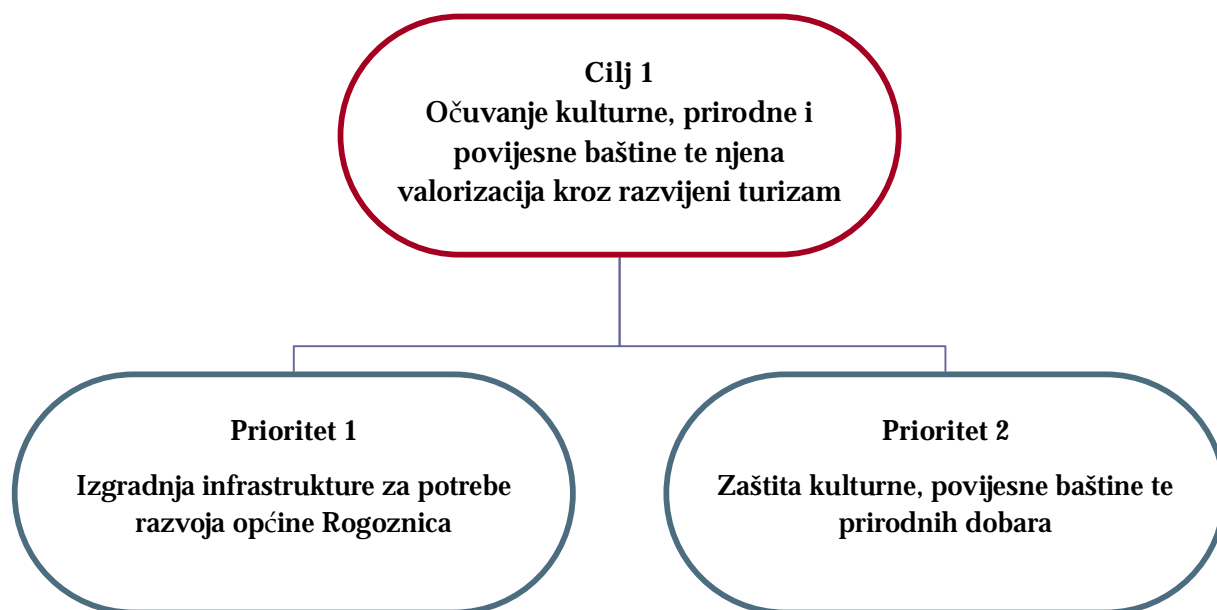 Cilj 1
Očuvanje kulturne, prirodne i
povijesne baštine te njena
valorizacija kroz razvijeni turizam
Prioritet 1
Izgradnja infrastrukture za potrebe
razvoja općine Rogoznica
Prioritet 2
Zaštita kulturne, povijesne baštine te
prirodnih dobara